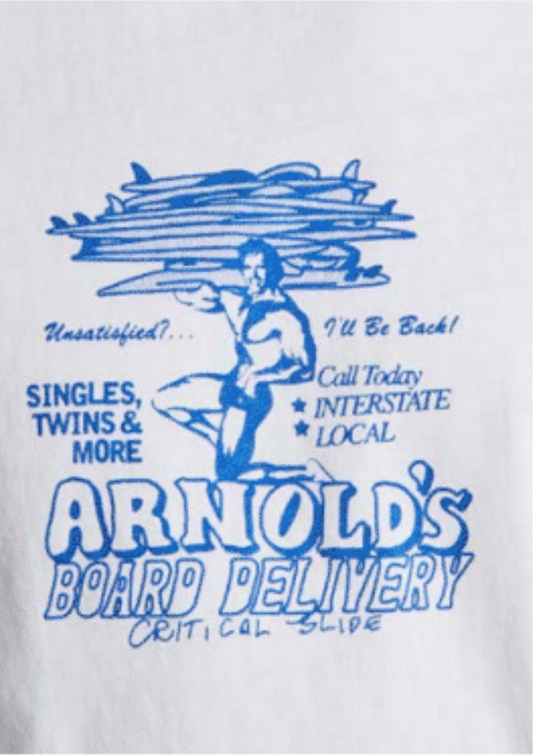 Unsatisfied?...
I'll Be Back!
SINGLES,
TWINS &
MORE
Call Today
★ INTERSTATE
★ LOCAL
ARNOLD'S
BOARD DELIVERY
CRITICAL SLIDE